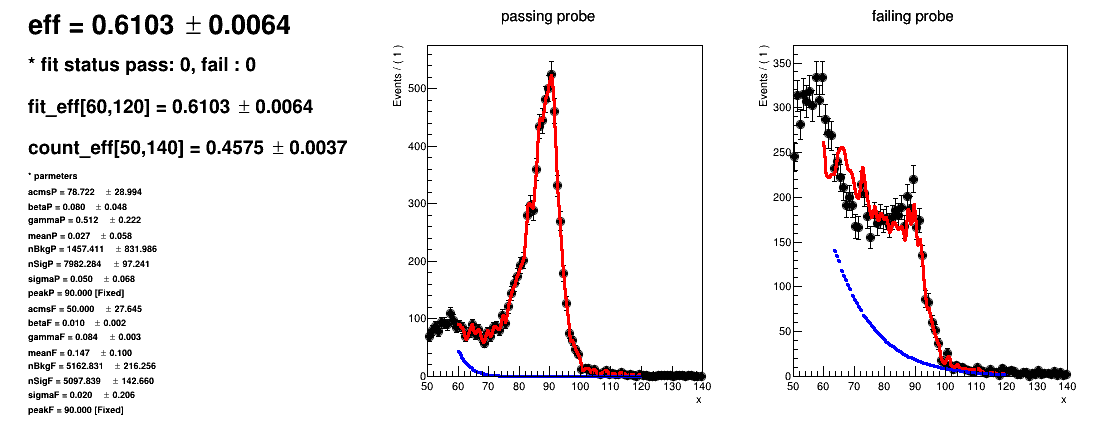 eff = 0.6103 ± 0.0064
* fit status pass: 0, fail : 0
fit_eff[60,120] = 0.6103 ± 0.0064
count_eff[50,140] = 0.4575 ± 0.0037
* parmeters
acmsP = 78.722 ± 28.994
betaP = 0.080 ± 0.048
gammaP = 0.512 ± 0.222
meanP = 0.027 ± 0.058
nBkgP = 1457.411 ± 831.986
nSigP = 7982.284 ± 97.241
sigmaP = 0.050 ± 0.068
peakP = 90.000 [Fixed]
acmsF = 50.000 ± 27.645
betaF = 0.010 ± 0.002
gammaF = 0.084 ± 0.003
meanF = 0.147 ± 0.100
nBkgF = 5162.831 ± 216.256
nSigF = 5097.839 ± 142.660
sigmaF = 0.020 ± 0.206
peakF = 90.000 [Fixed]
passing probe
Events / ( 1 )
500
400
300
200
100
0
50 60 70 80 90 100 110 120 130 140
x
failing probe
Events / ( 1 )
350
300
250
200
150
100
50
0
50 60 70 80 90 100 110 120 130 140
x